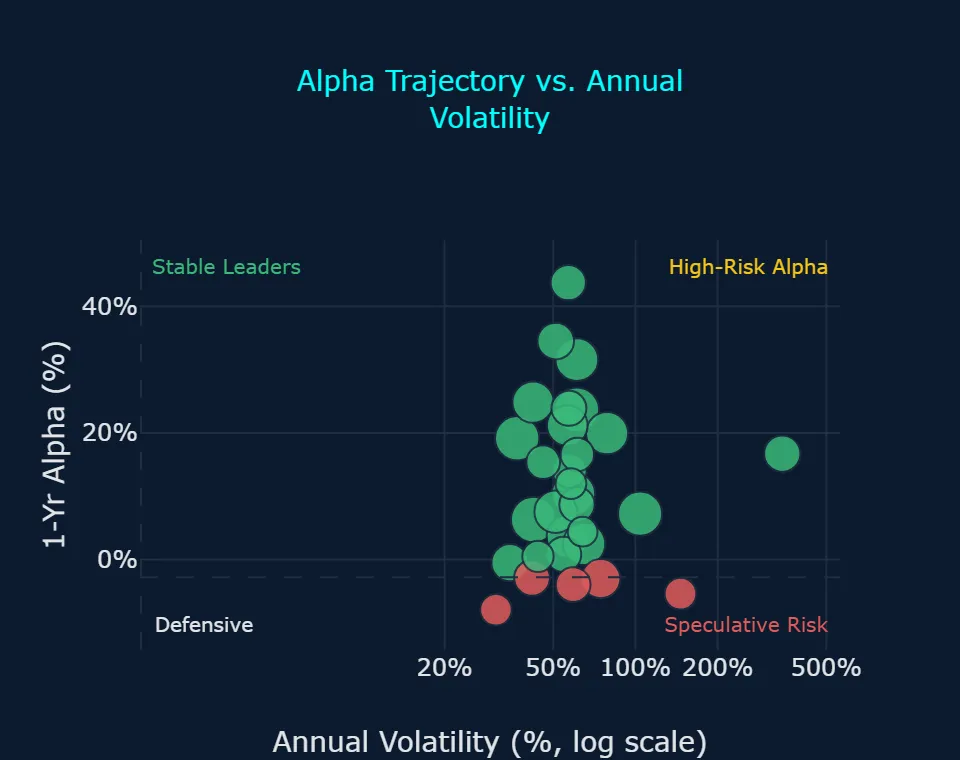 Alpha Trajectory vs. Annual
Volatility
Stable Leaders
High-Risk Alpha
40%
20%
0%
1-Yr Alpha (%)
Defensive
Speculative Risk
20%
50%
100%
200%
500%
Annual Volatility (%, log scale)